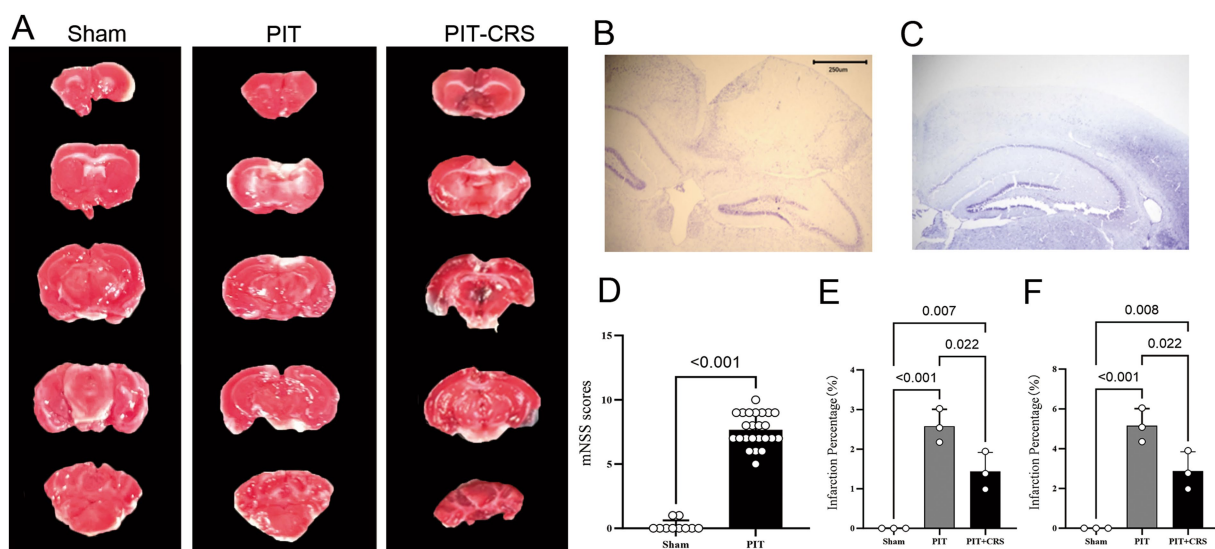 A
Sham
PIT
PIT-CRS
B
250um
C
D
mNSS scores
15
10
5
0
<0.001
Sham
PIT
E
Infarction Percentage(%)
4
3
2
1
0
0.007
0.022
<0.001
Sham
PIT
PIT+CRS
F
Infarction Percentage(%)
8
6
4
2
0
0.008
0.022
<0.001
Sham
PIT
PIT+CRS